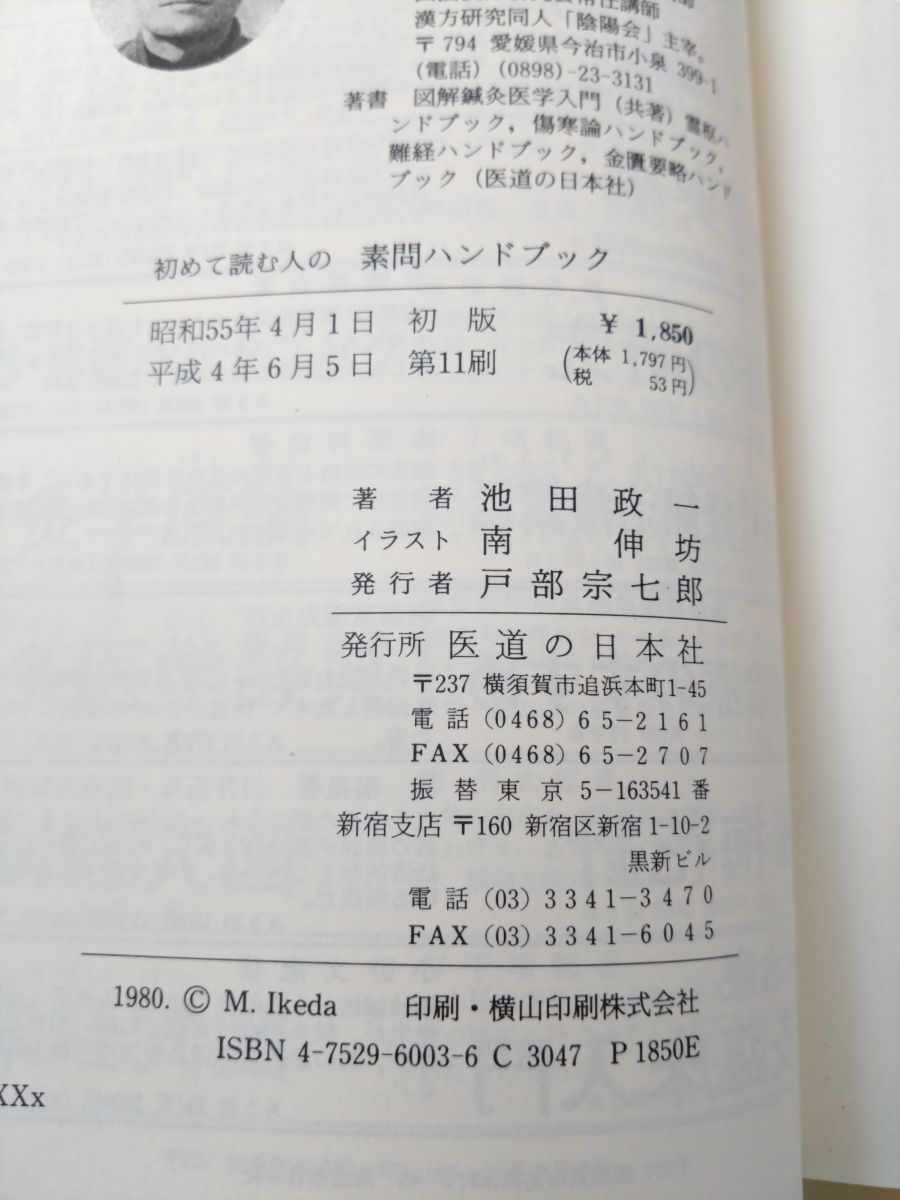 漢方研究同人「陰陽会」主宰。
〒794 愛媛県今治市小泉 399-1
(電話) (0898)-23-3131
著書 図解鍼灸医学入門 (共著) 霊枢ハ
ンドブック, 傷寒論ハンドブック,
難経ハンドブック, 金匱要略ハンド
ブック (医道の日本社)
初めて読む人の 素問ハンドブック
昭和55年4月1日 初版 ¥ 1,850
平成4年6月5日 第11刷 (本体 1,797円 税 53円)
著者 池田政一
イラスト 南伸坊
発行者 戸部宗七郎
発行所 医道の日本社
〒237 横須賀市追浜本町1-45
電話 (0468) 65-2161
FAX (0468) 65-2707
振替東京 5-163541番
新宿支店 〒160 新宿区新宿1-10-2
黒新ビル
電話 (03) 3341-3470
FAX (03) 3341-6045
1980. © M. Ikeda 印刷・横山印刷株式会社
ISBN 4-7529-6003-6 C 3047 P 1850E
XXx